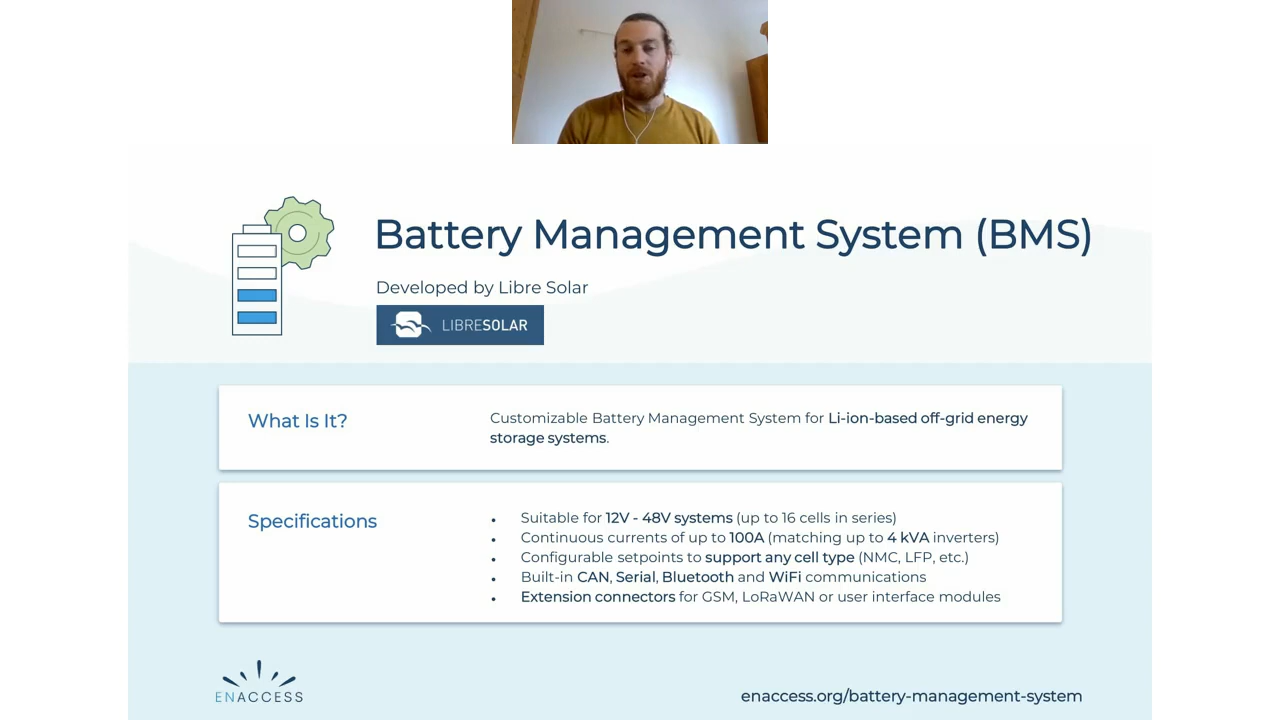 Battery Management System (BMS)
Developed by Libre Solar
LIBRESOLAR
What Is It?
Customizable Battery Management System for Li-ion-based off-grid energy
storage systems.
Specifications
• Suitable for 12V - 48V systems (up to 16 cells in series)
• Continuous currents of up to 100A (matching up to 4 kVA inverters)
• Configurable setpoints to support any cell type (NMC, LFP, etc.)
• Built-in CAN, Serial, Bluetooth and WiFi communications
• Extension connectors for GSM, LoRaWAN or user interface modules
ENACCESS
enaccess.org/battery-management-system